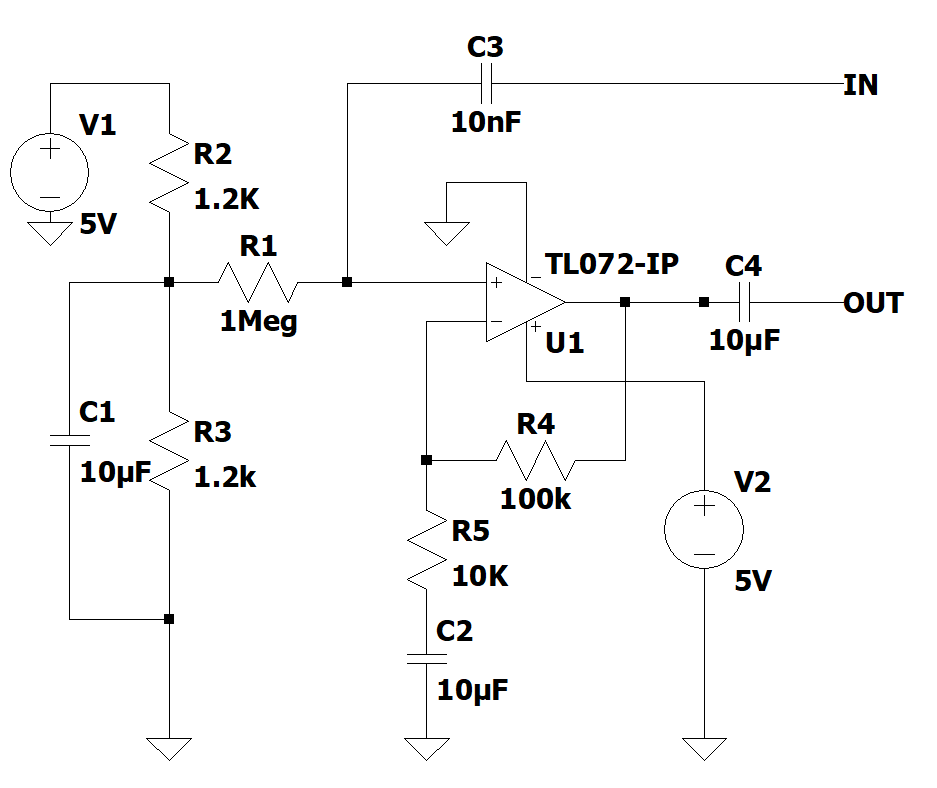 C3
10nF
IN
V1
5V
R2
1.2K
R1
1Meg
TL072-IP
U1
C4
10µF
OUT
C1
10µF
R3
1.2k
R4
100k
V2
5V
R5
10K
C2
10µF